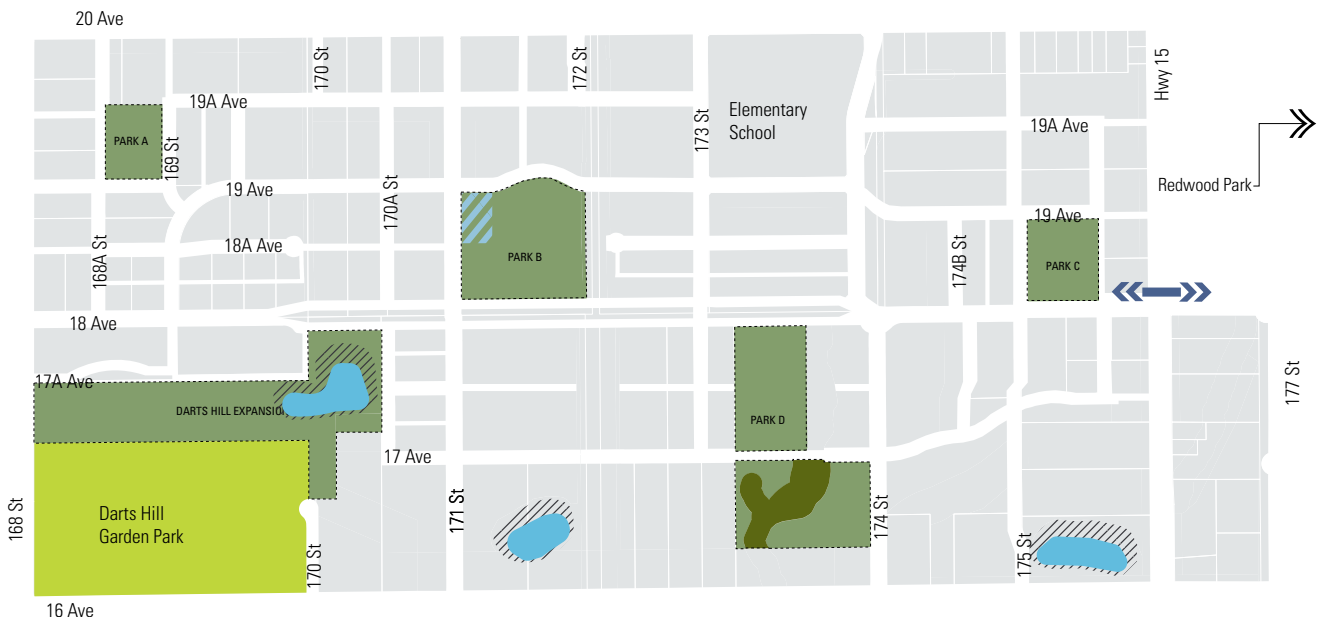 20 Ave
170 St
172 St
Hwy 15
19A Ave
Elementary
School
173 St
19A Ave
PARK A
169 St
Redwood Park
19 Ave
170A St
19 Ave
18A Ave
168A St
PARK B
174B St
PARK C
18 Ave
17A Ave
DARTS HILL EXPANSION
PARK D
177 St
17 Ave
168 St
Darts Hill
Garden Park
171 St
174 St
170 St
175 St
16 Ave